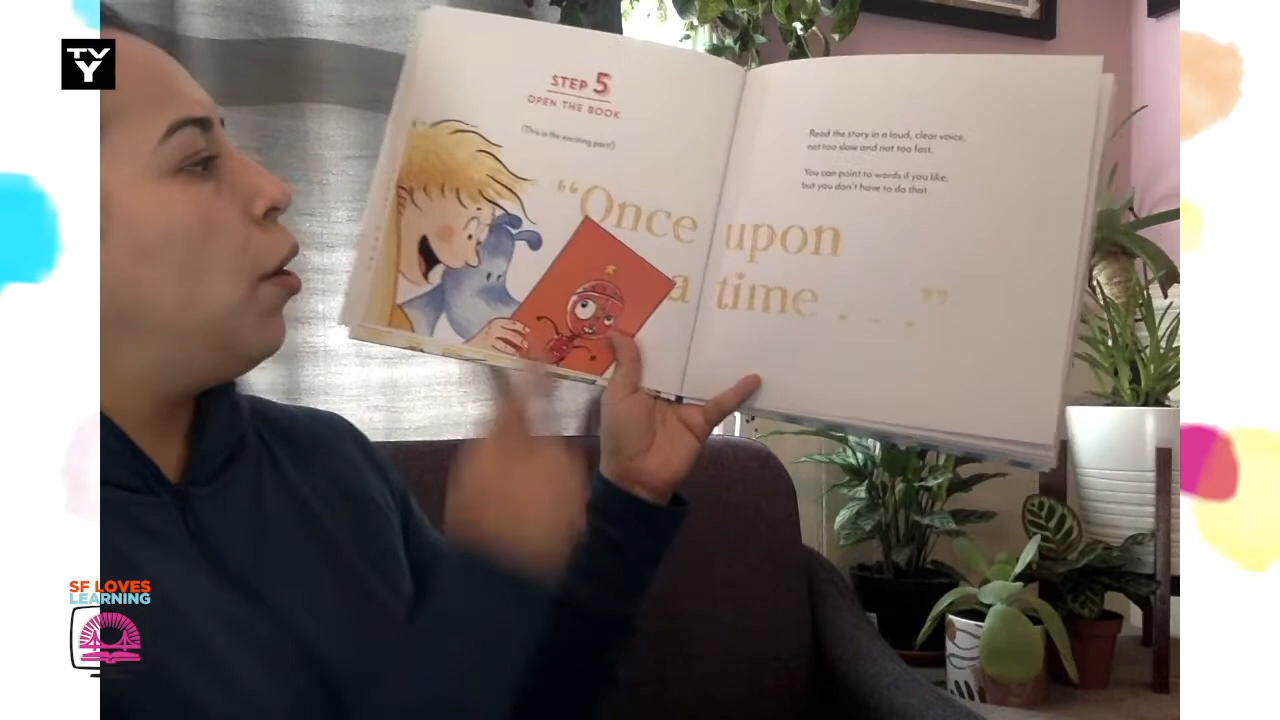 TV
Y
STEP 5
OPEN THE BOOK
(This is the exciting part!)
"Once upon
a time . . ."
Read the story in a loud, clear voice,
not too slow and not too fast.
You can point to words if you like,
but you don't have to do that
SF LOVES
LEARNING